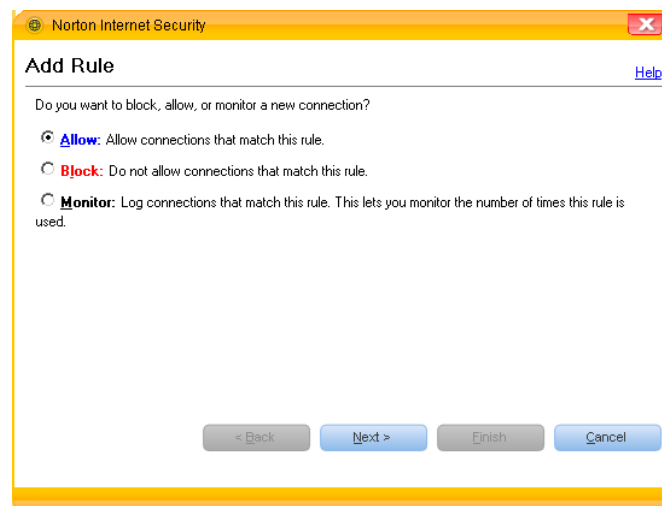 Norton Internet Security
Add Rule
Help
Do you want to block, allow, or monitor a new connection?
Allow: Allow connections that match this rule.
Block: Do not allow connections that match this rule.
Monitor: Log connections that match this rule. This lets you monitor the number of times this rule is
used.
< Back Next > Finish Cancel